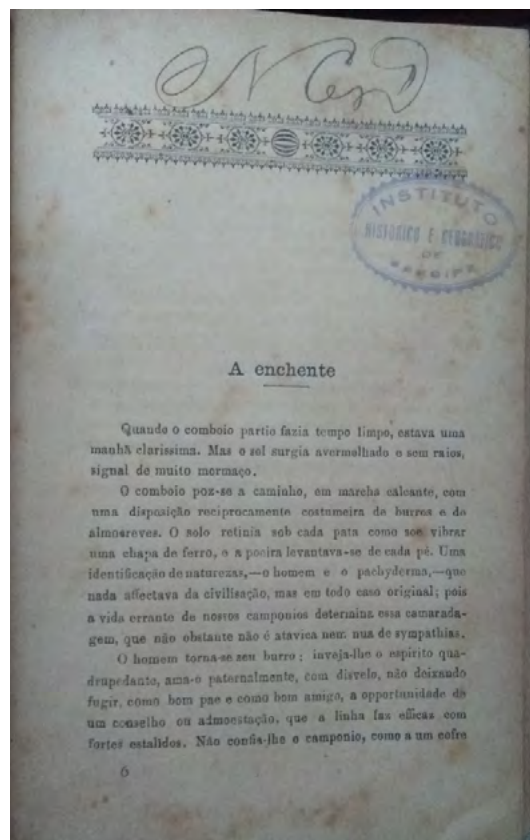 INSTITUTO
HISTORICO E GEOGRAFICO
DE
SERGIPE
A enchente
Quando o comboio partio fazia tempo limpo, estava uma
manhã clarissima. Mas o sol surgia avermelhado e sem raios,
signal de muito mormaço.
O comboio poz-se a caminho, em marcha calcante, com
uma disposição reciprocamente costumeira de burros e de
almocreves. O solo retinia sob cada pata como soe vibrar
uma chapa de ferro, e a poeira levantava-se de cada pé. Uma
identificação de naturezas,—o homem e o pachyderma,—que
nada affectava da civilisação, mas em todo caso original; pois
a vida errante de nossos camponios determina essa camarada-
gem, que não obstante não é atavica nem nua de sympathias.
O homem torna-se seu burro; inveja-lhe o espirito qua-
drupedante, ama-o paternalmente, com disvelo, não deixando
fugir, como bom pae e como bom amigo, a opportunidade de
um conselho ou admoestação, que a linha faz efficas com
fortes estalidos. Não confia-lhe o camponio, como a um cofre
6